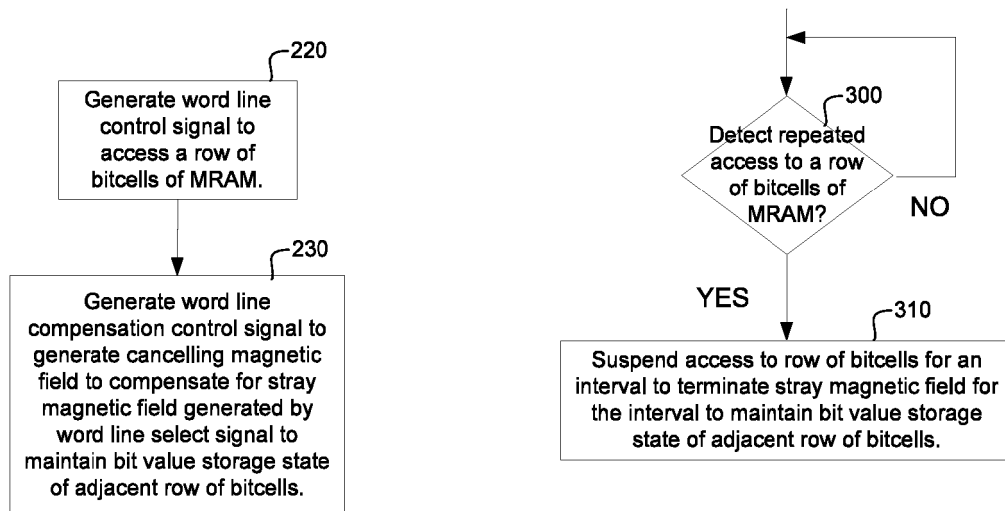 220
Generate word line
control signal to
access a row of
bitcells of MRAM.
230
Generate word line
compensation control signal to
generate cancelling magnetic
field to compensate for stray
magnetic field generated by
word line select signal to
maintain bit value storage state
of adjacent row of bitcells.
300
Detect repeated
access to a row
of bitcells of
MRAM?
NO
YES
310
Suspend access to row of bitcells for an
interval to terminate stray magnetic field for
the interval to maintain bit value storage
state of adjacent row of bitcells.